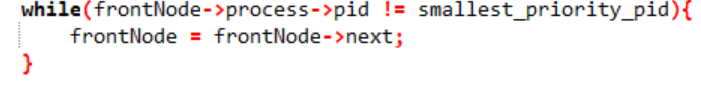 while(frontNode->process->pid != smallest_priority_pid){
    frontNode = frontNode->next;
}